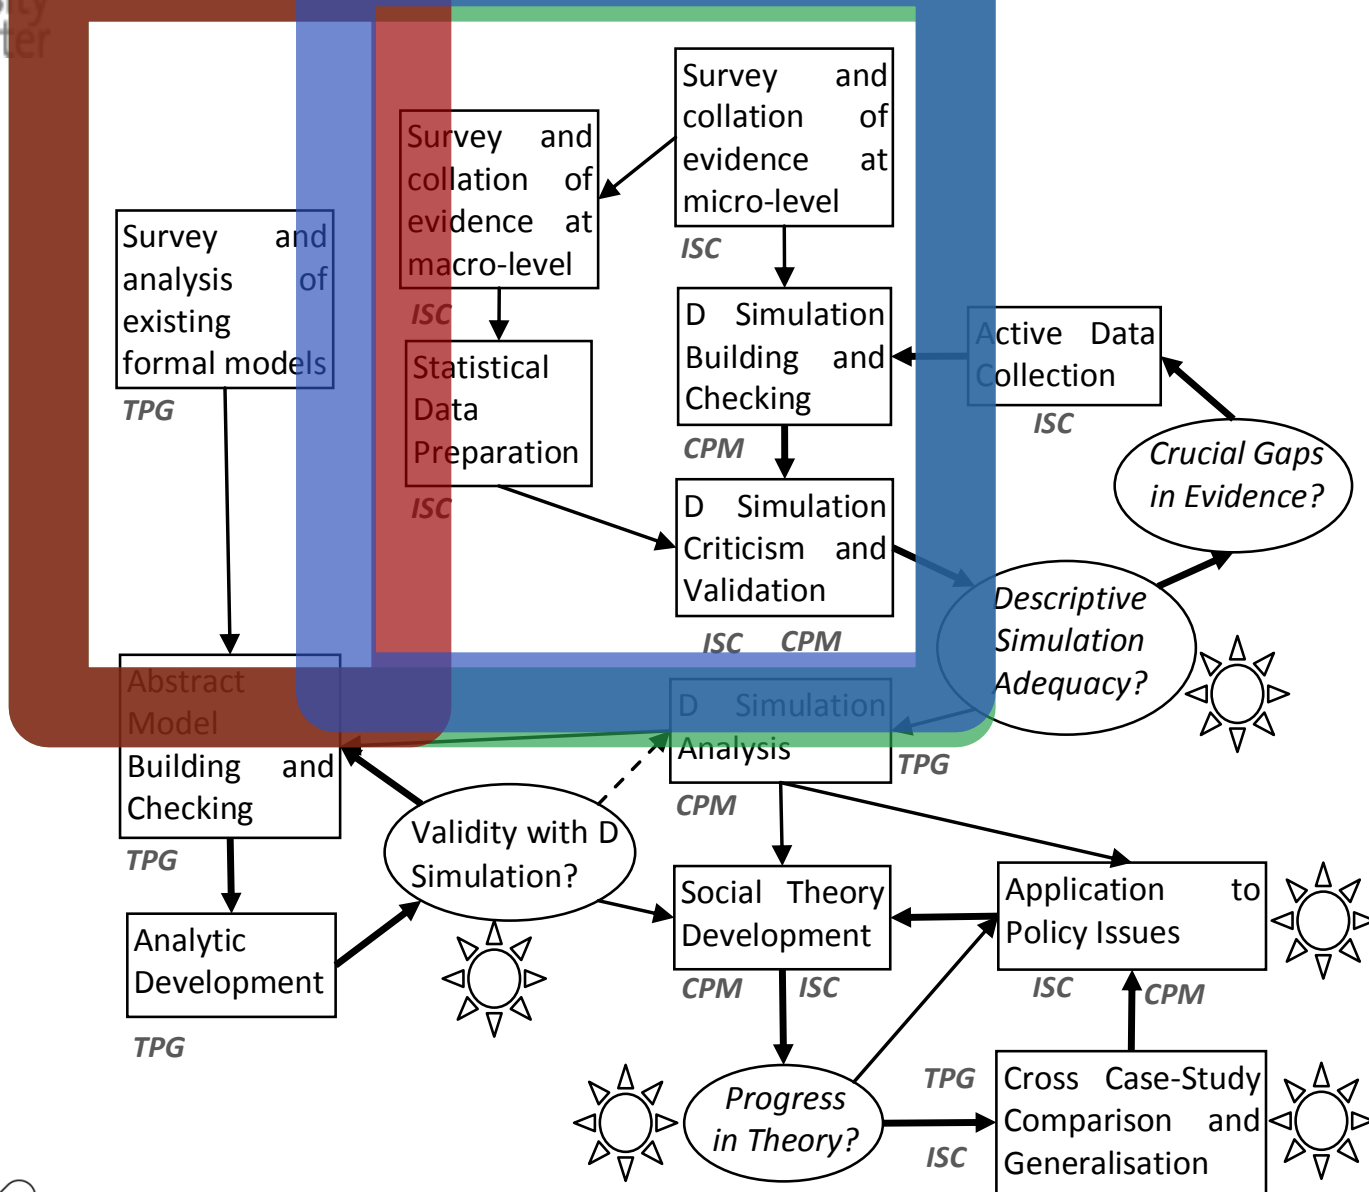 ter
Survey and
collation of
evidence at
micro-level
ISC
Survey and
collation of
evidence at
macro-level
ISC
Survey and
analysis of
existing
formal models
TPG
D Simulation
Building and
Checking
CPM
Active Data
Collection
ISC
Statistical
Data
Preparation
ISC
Crucial Gaps
in Evidence?
D Simulation
Criticism and
Validation
ISC CPM
Descriptive
Simulation
Adequacy?
Abstract
Model
Building and
Checking
TPG
D Simulation
Analysis
TPG
CPM
Validity with D
Simulation?
Social Theory
Development
CPM ISC
Application to
Policy Issues
ISC CPM
Analytic
Development
TPG
Progress
in Theory?
TPG
ISC
Cross Case-Study
Comparison and
Generalisation